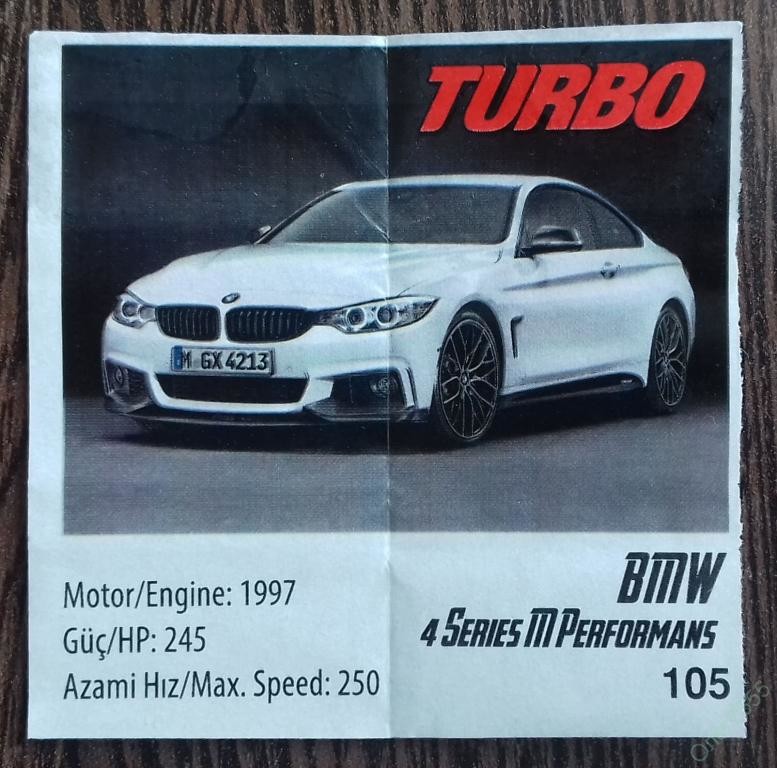 TURBO
M GX 4213
Motor/Engine: 1997
Güç/HP: 245
Azami Hız/Max. Speed: 250
BMW
4 SERIES M PERFORMANS
105